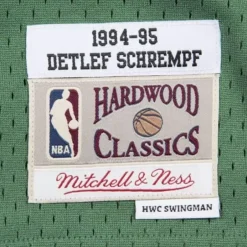 1994-95
DETLEF SCHREMPF
NBA
HARDWOOD
CLASSICS
Mitchell & Ness
HWC SWINGMAN